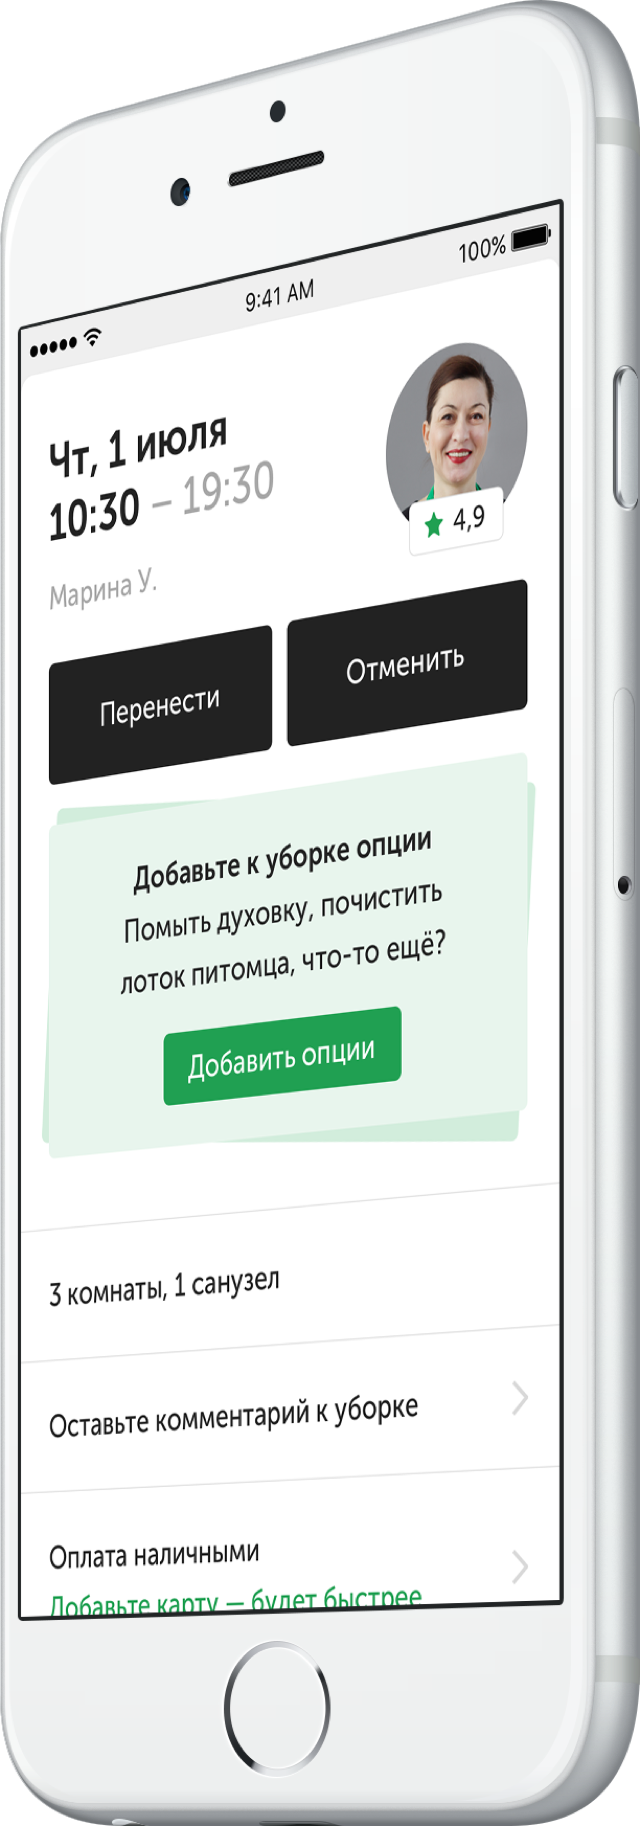 100%
9:41 AM
Чт, 1 июля
10:30 – 19:30
4,9
Марина У.
Перенести
Отменить
Добавьте к уборке опции
Помыть духовку, почистить
лоток питомца, что-то ещё?
Добавить опции
3 комнаты, 1 санузел
Оставьте комментарий к уборке
Оплата наличными
Добавьте карту — будет быстрее